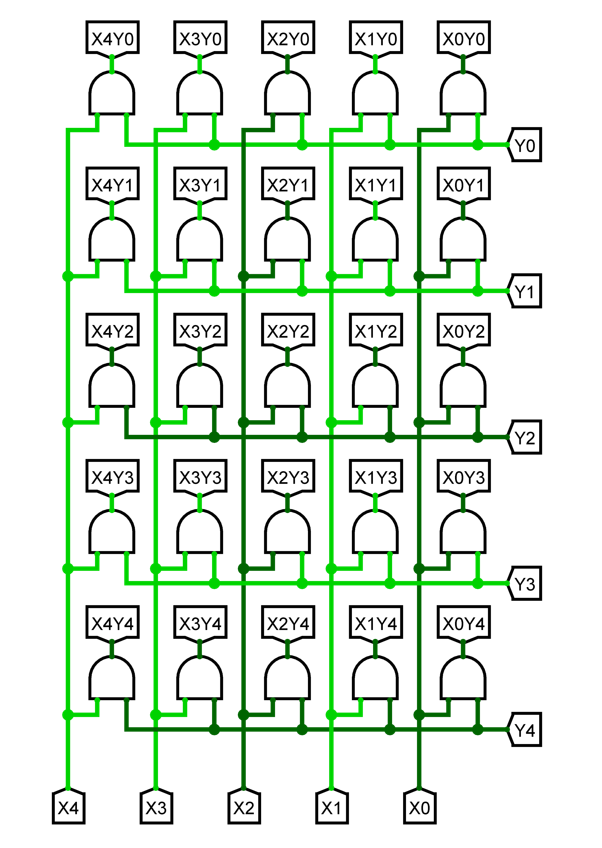 X4Y0 X3Y0 X2Y0 X1Y0 X0Y0
Y0
X4Y1 X3Y1 X2Y1 X1Y1 X0Y1
Y1
X4Y2 X3Y2 X2Y2 X1Y2 X0Y2
Y2
X4Y3 X3Y3 X2Y3 X1Y3 X0Y3
Y3
X4Y4 X3Y4 X2Y4 X1Y4 X0Y4
Y4
X4 X3 X2 X1 X0